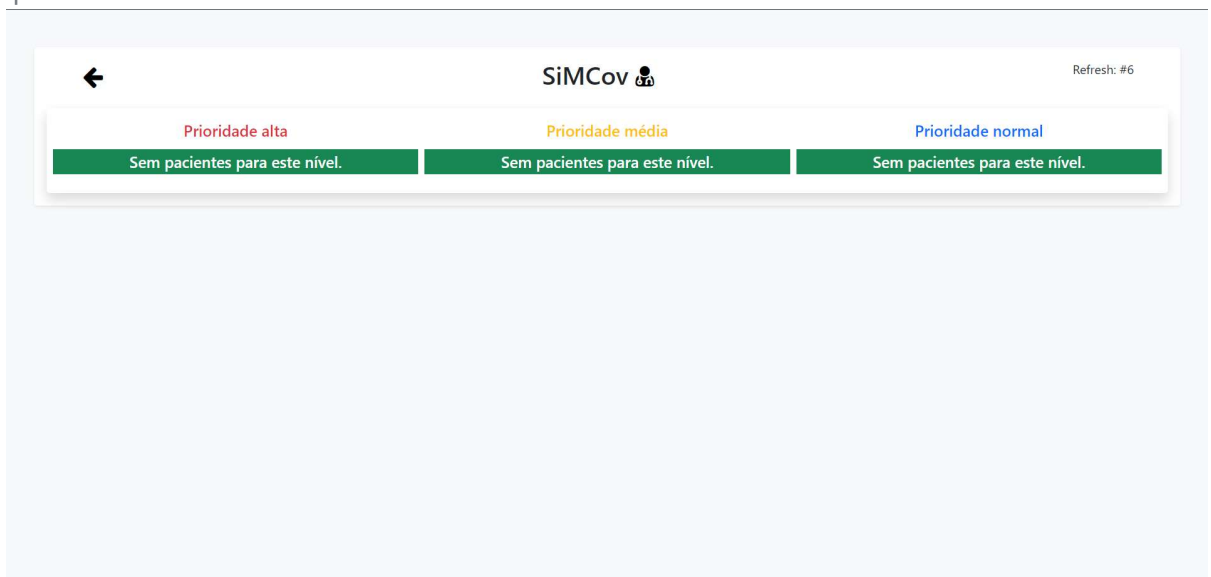 SiMCov
Refresh: #6
Prioridade alta
Prioridade média
Prioridade normal
Sem pacientes para este nível.
Sem pacientes para este nível.
Sem pacientes para este nível.